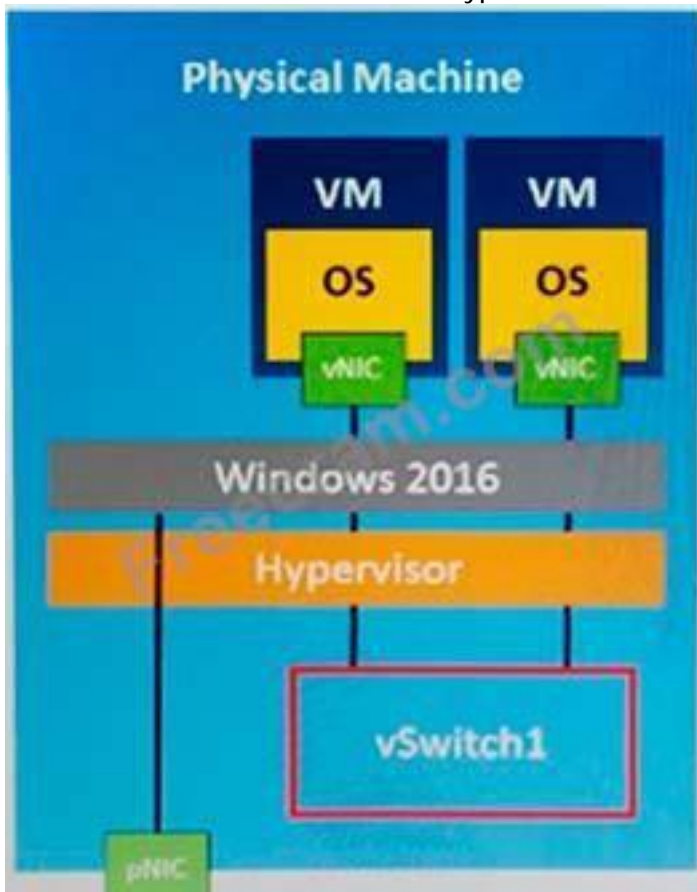 Physical Machine
VM
VM
OS
OS
vNIC
vNIC
Windows 2016
Hypervisor
vSwitch1
pNIC